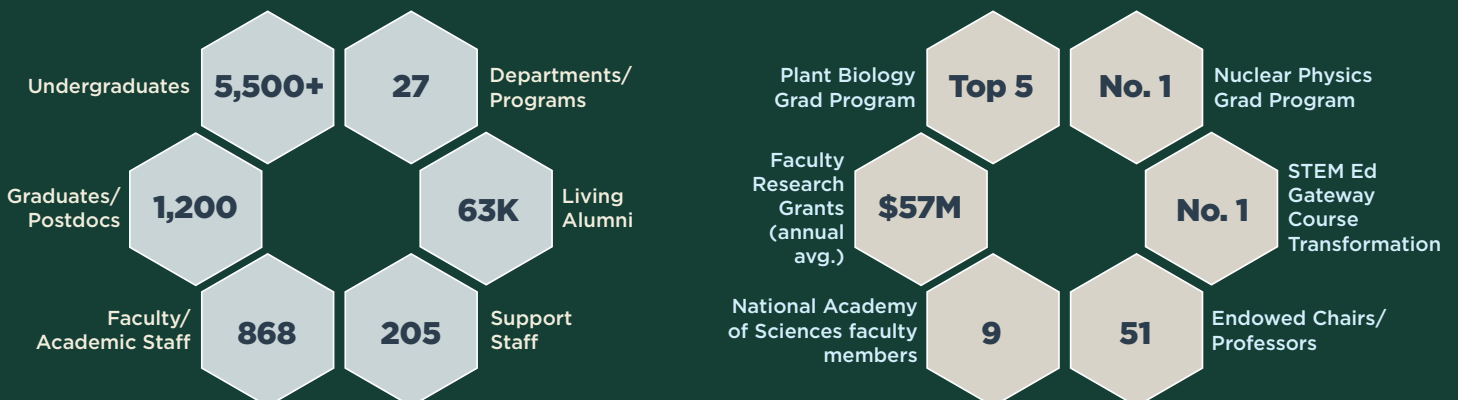 Undergraduates
5,500+
27
Departments/
Programs
Graduates/
Postdocs
1,200
63K
Living
Alumni
Faculty/
Academic Staff
868
205
Support
Staff
Plant Biology
Grad Program
Top 5
No. 1
Nuclear Physics
Grad Program
Faculty
Research
Grants
(annual
avg.)
$57M
No. 1
STEM Ed
Gateway
Course
Transformation
National Academy
of Sciences faculty
members
9
51
Endowed Chairs/
Professors